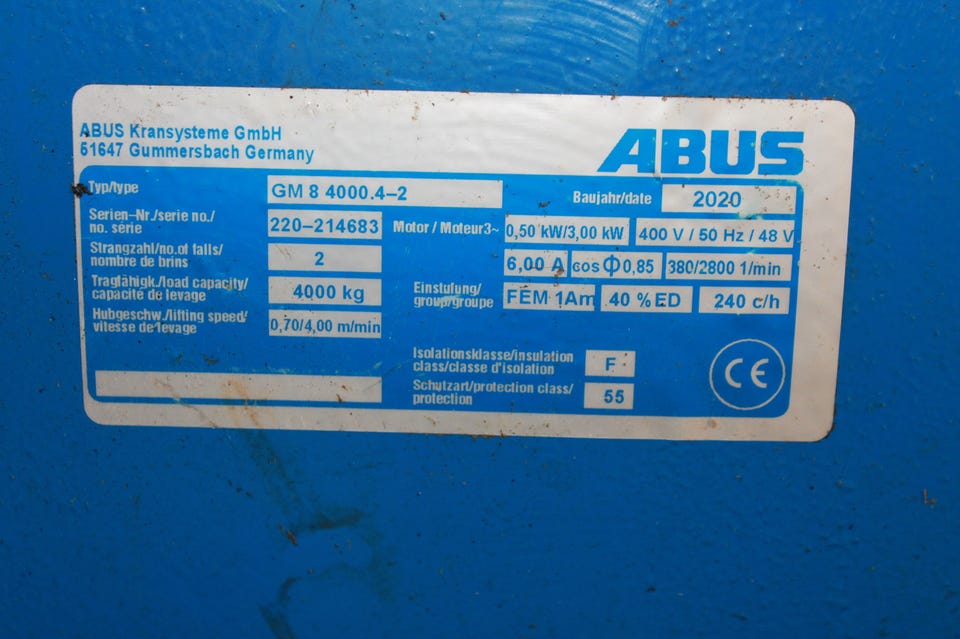 ABUS Kransysteme GmbH
51647 Gummersbach Germany
ABUS
Typ/type
GM 8 4000.4-2
Baujahr/date
2020
Serien-Nr./serie no./
no. série
220-214683
Motor / Moteur3~
0,50 kW/3,00 kW
400 V / 50 Hz / 48 V
Strangzahl/no.of falls/
nombre de brins
2
6,00 A
cos Φ 0,85
380/2800 1/min
Tragfähigk./load capacity/
capacité de levage
4000 kg
Einstufung/
group/groupe
FEM 1Am
40 % ED
240 c/h
Hubgeschw./lifting speed/
vitesse de levage
0,70/4,00 m/min
Isolationsklasse/insulation
class/classe d'isolation
F
Schutzart/protection class/
protection
55
CE